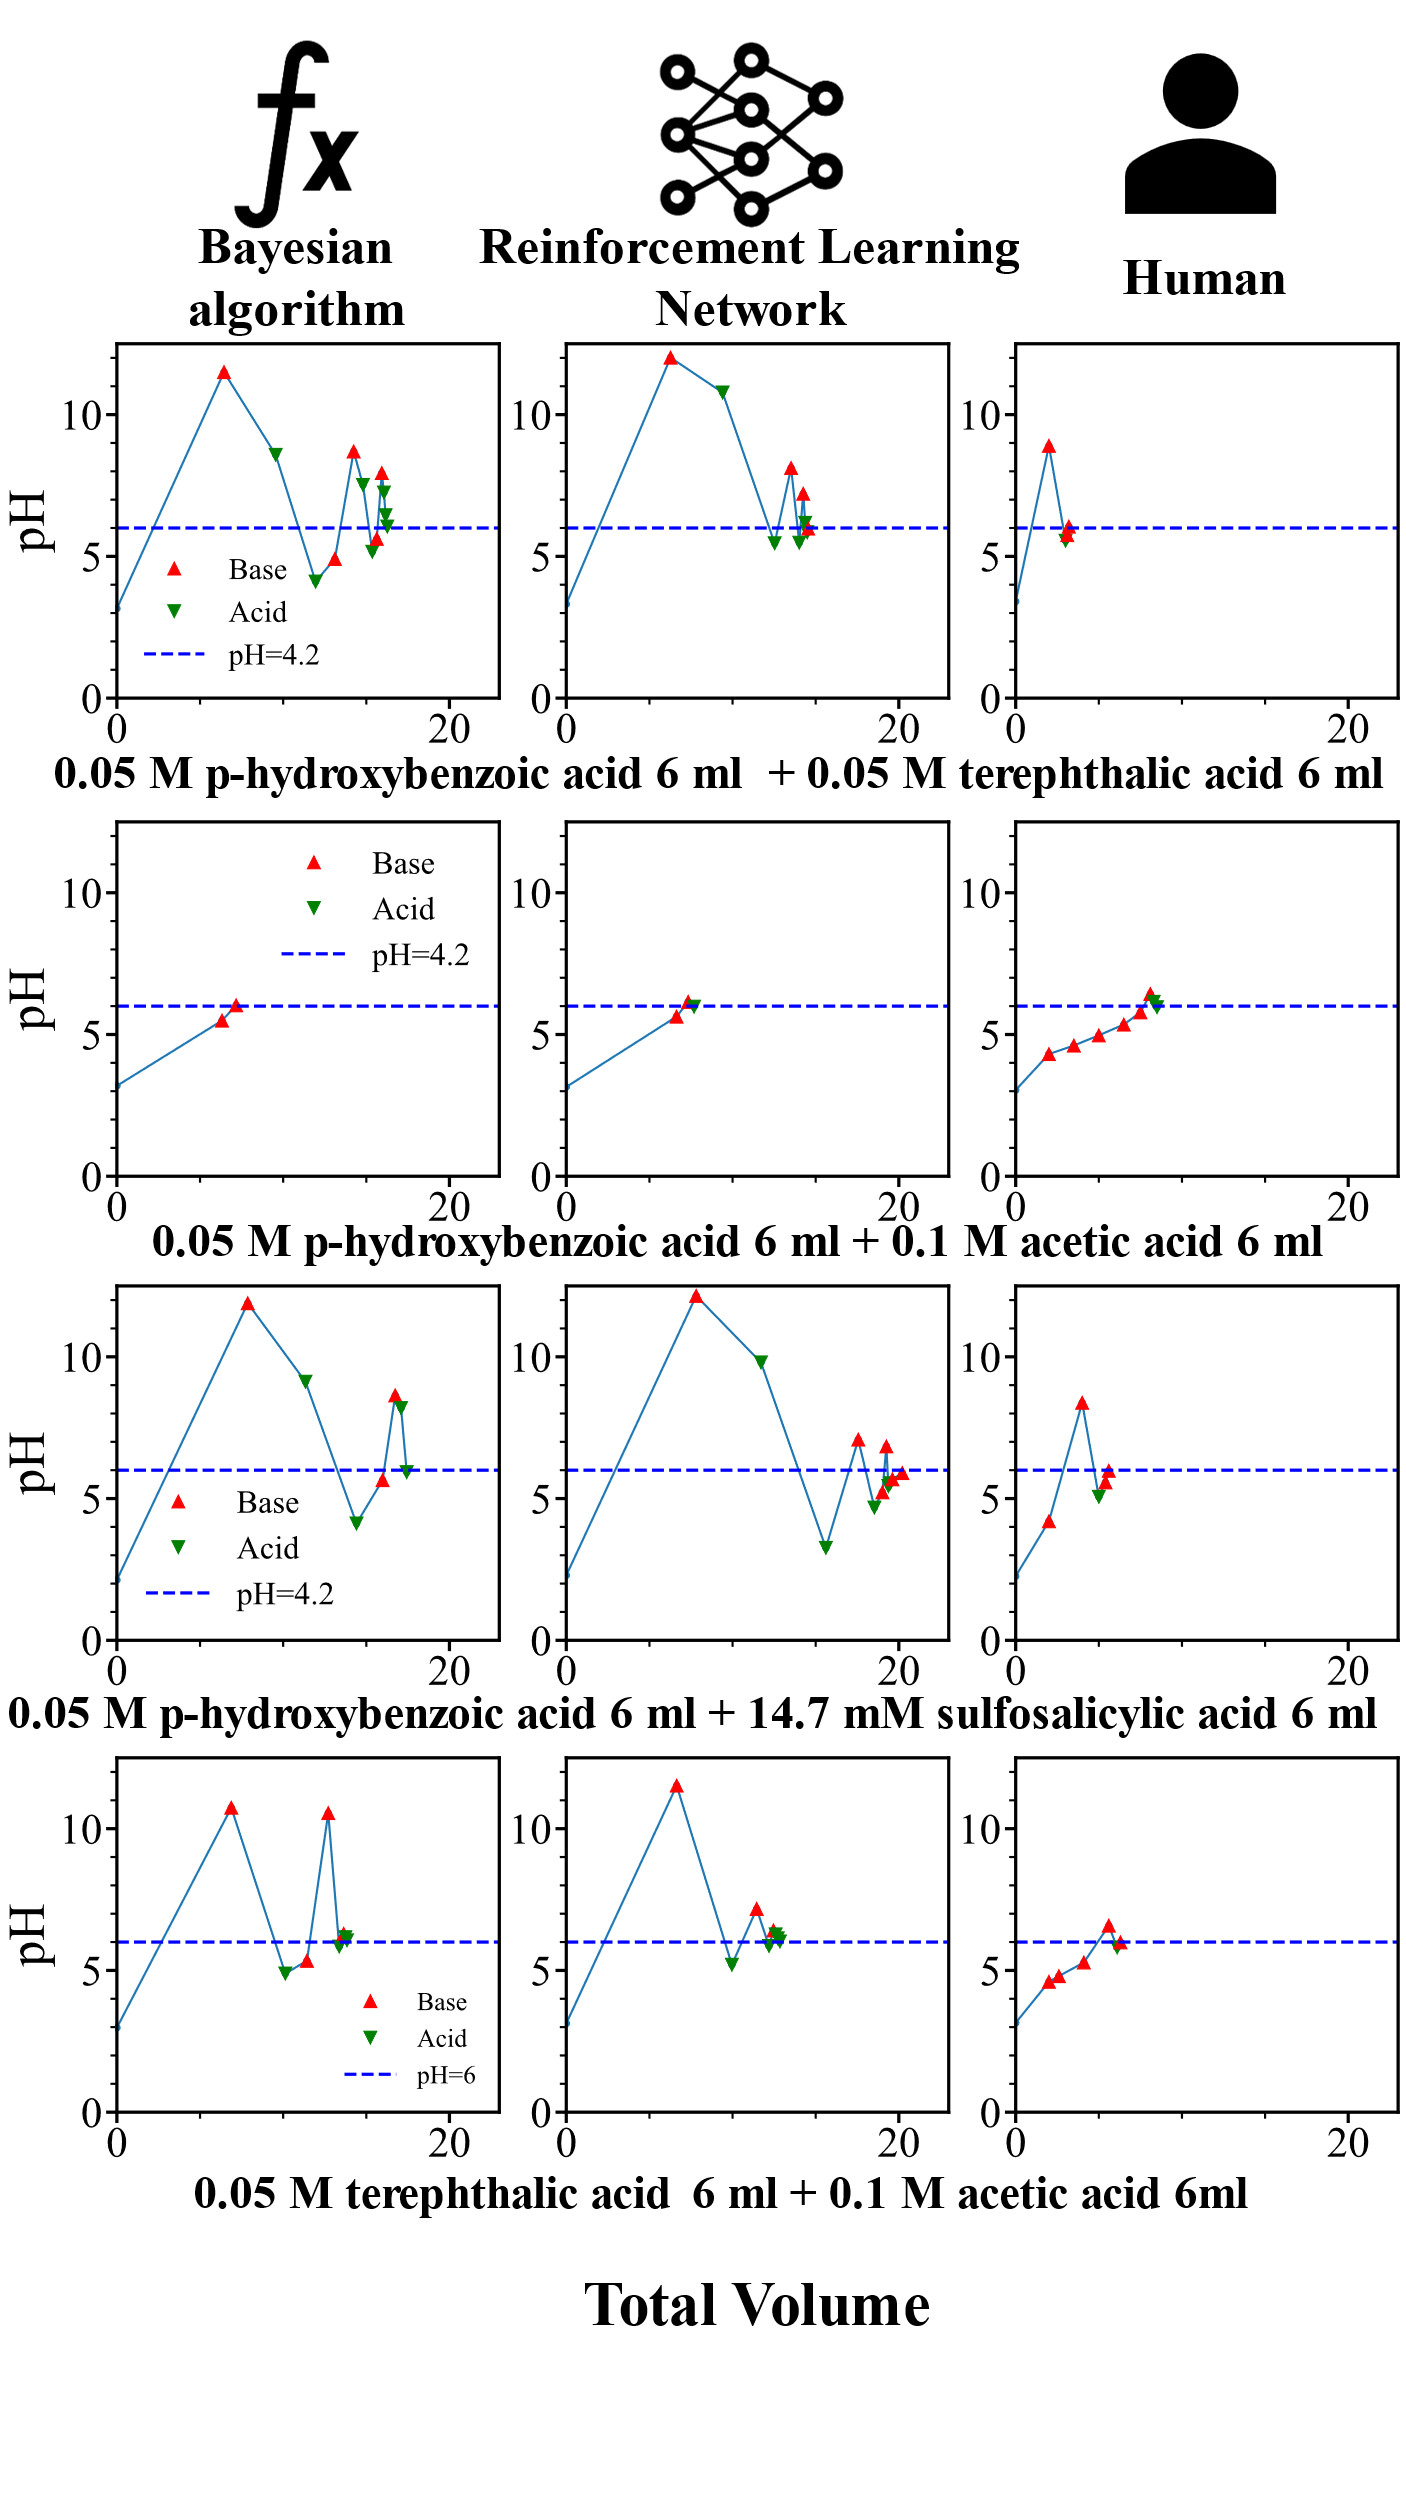 fx
Bayesian
algorithm
Reinforcement Learning
Network
Human
pH
10
5
0
0
20
Base
Acid
pH=4.2
10
5
0
0
20
10
5
0
0
20
0.05 M p-hydroxybenzoic acid 6 ml + 0.05 M terephthalic acid 6 ml
pH
10
5
0
0
20
Base
Acid
pH=4.2
10
5
0
0
20
10
5
0
0
20
0.05 M p-hydroxybenzoic acid 6 ml + 0.1 M acetic acid 6 ml
pH
10
5
0
0
20
Base
Acid
pH=4.2
10
5
0
0
20
10
5
0
0
20
0.05 M p-hydroxybenzoic acid 6 ml + 14.7 mM sulfosalicylic acid 6 ml
pH
10
5
0
0
20
Base
Acid
pH=6
10
5
0
0
20
10
5
0
0
20
0.05 M terephthalic acid 6 ml + 0.1 M acetic acid 6ml
Total Volume